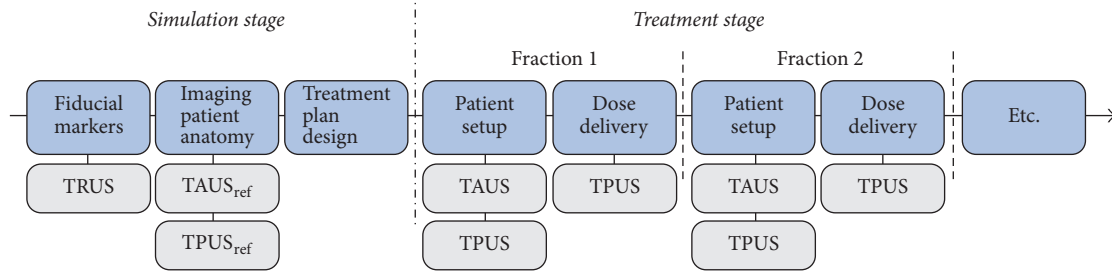 Simulation stage
Treatment stage
Fraction 1
Fraction 2
Fiducial
markers
Imaging
patient
anatomy
Treatment
plan
design
Patient
setup
Dose
delivery
Patient
setup
Dose
delivery
Etc.
TRUS
TAUSref
TAUS
TPUS
TAUS
TPUS
TPUSref
TPUS
TPUS